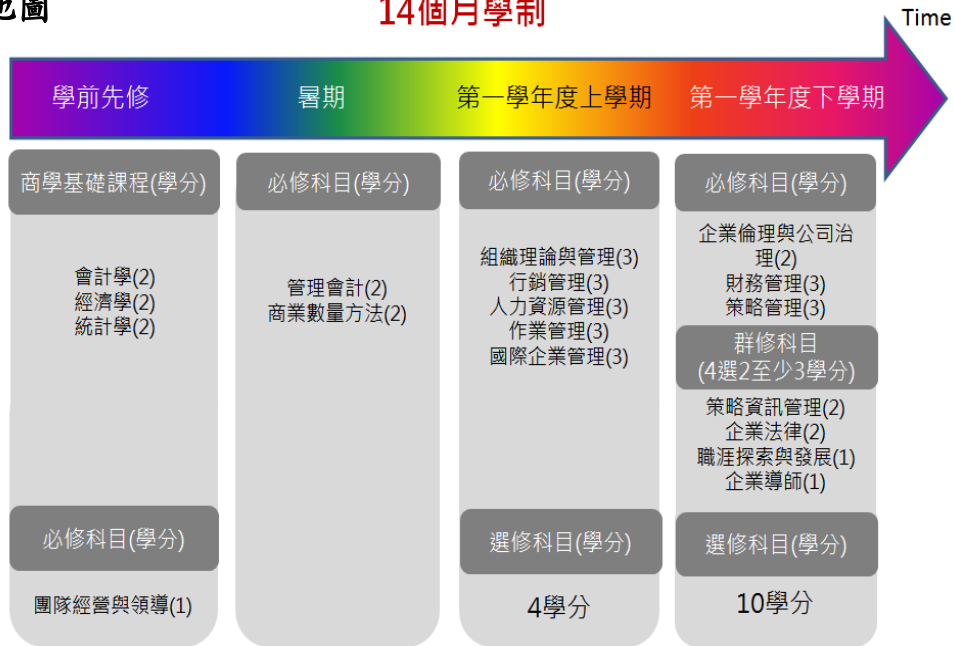 14個月學制
Time
學前先修
暑期
第一學年度上學期
第一學年度下學期
商學基礎課程(學分)
會計學(2)
經濟學(2)
統計學(2)
必修科目(學分)
團隊經營與領導(1)
必修科目(學分)
管理會計(2)
商業數量方法(2)
必修科目(學分)
組織理論與管理(3)
行銷管理(3)
人力資源管理(3)
作業管理(3)
國際企業管理(3)
選修科目(學分)
4學分
必修科目(學分)
企業倫理與公司治
理(2)
財務管理(3)
策略管理(3)
群修科目
(4選2至少3學分)
策略資訊管理(2)
企業法律(2)
職涯探索與發展(1)
企業導師(1)
選修科目(學分)
10學分